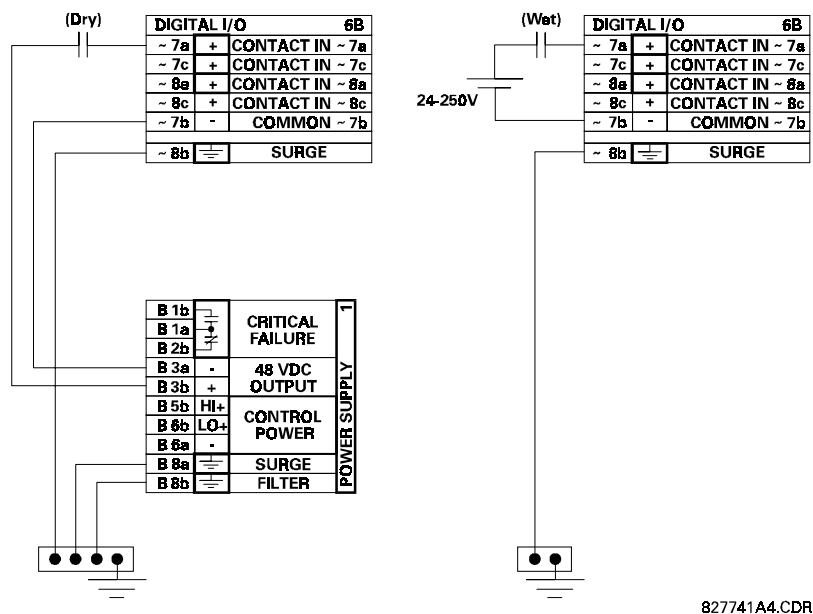 (Dry)
DIGITAL I/O 6B
~ 7a + CONTACT IN ~ 7a
~ 7c + CONTACT IN ~ 7c
~ 8a + CONTACT IN ~ 8a
~ 8c + CONTACT IN ~ 8c
~ 7b - COMMON ~ 7b
~ 8b SURGE
(Wet)
24-250V
DIGITAL I/O 6B
~ 7a + CONTACT IN ~ 7a
~ 7c + CONTACT IN ~ 7c
~ 8a + CONTACT IN ~ 8a
~ 8c + CONTACT IN ~ 8c
~ 7b - COMMON ~ 7b
~ 8b SURGE
B 1b
B 1a
B 2b
CRITICAL
FAILURE
B 3a -
B 3b +
48 VDC
OUTPUT
B 5b HI+
B 6b LO+
B 6a -
CONTROL
POWER
B 8a SURGE
B 8b FILTER
POWER SUPPLY 1
827741A4.CDR